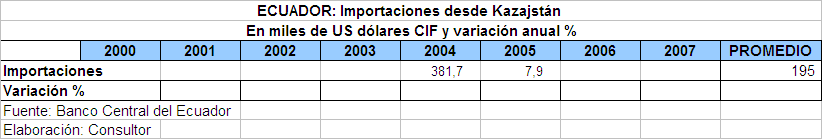 ECUADOR: Importaciones desde Kazajstán
En miles de US dólares CIF y variación anual %
2000 2001 2002 2003 2004 2005 2006 2007 PROMEDIO
Importaciones 381,7 7,9 195
Variación %
Fuente: Banco Central del Ecuador
Elaboración: Consultor